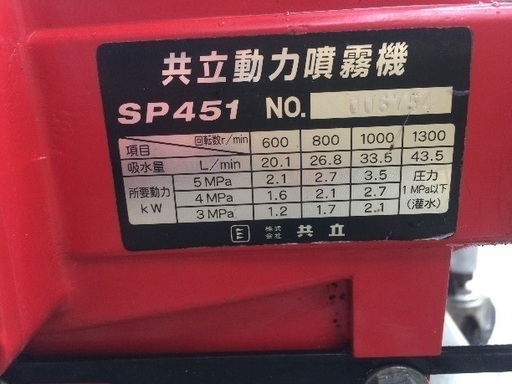 共立動力噴霧機
SP451 NO.
項目 回転数r/min 600 800 1000 1300
吸水量 L/min 20.1 26.8 33.5 43.5
所要動力 kW 5MPa 2.1 2.7 3.5 圧力
4MPa 1.6 2.1 2.7 1MPa以下
3MPa 1.2 1.7 2.1 (灌水)
株式会社 共立